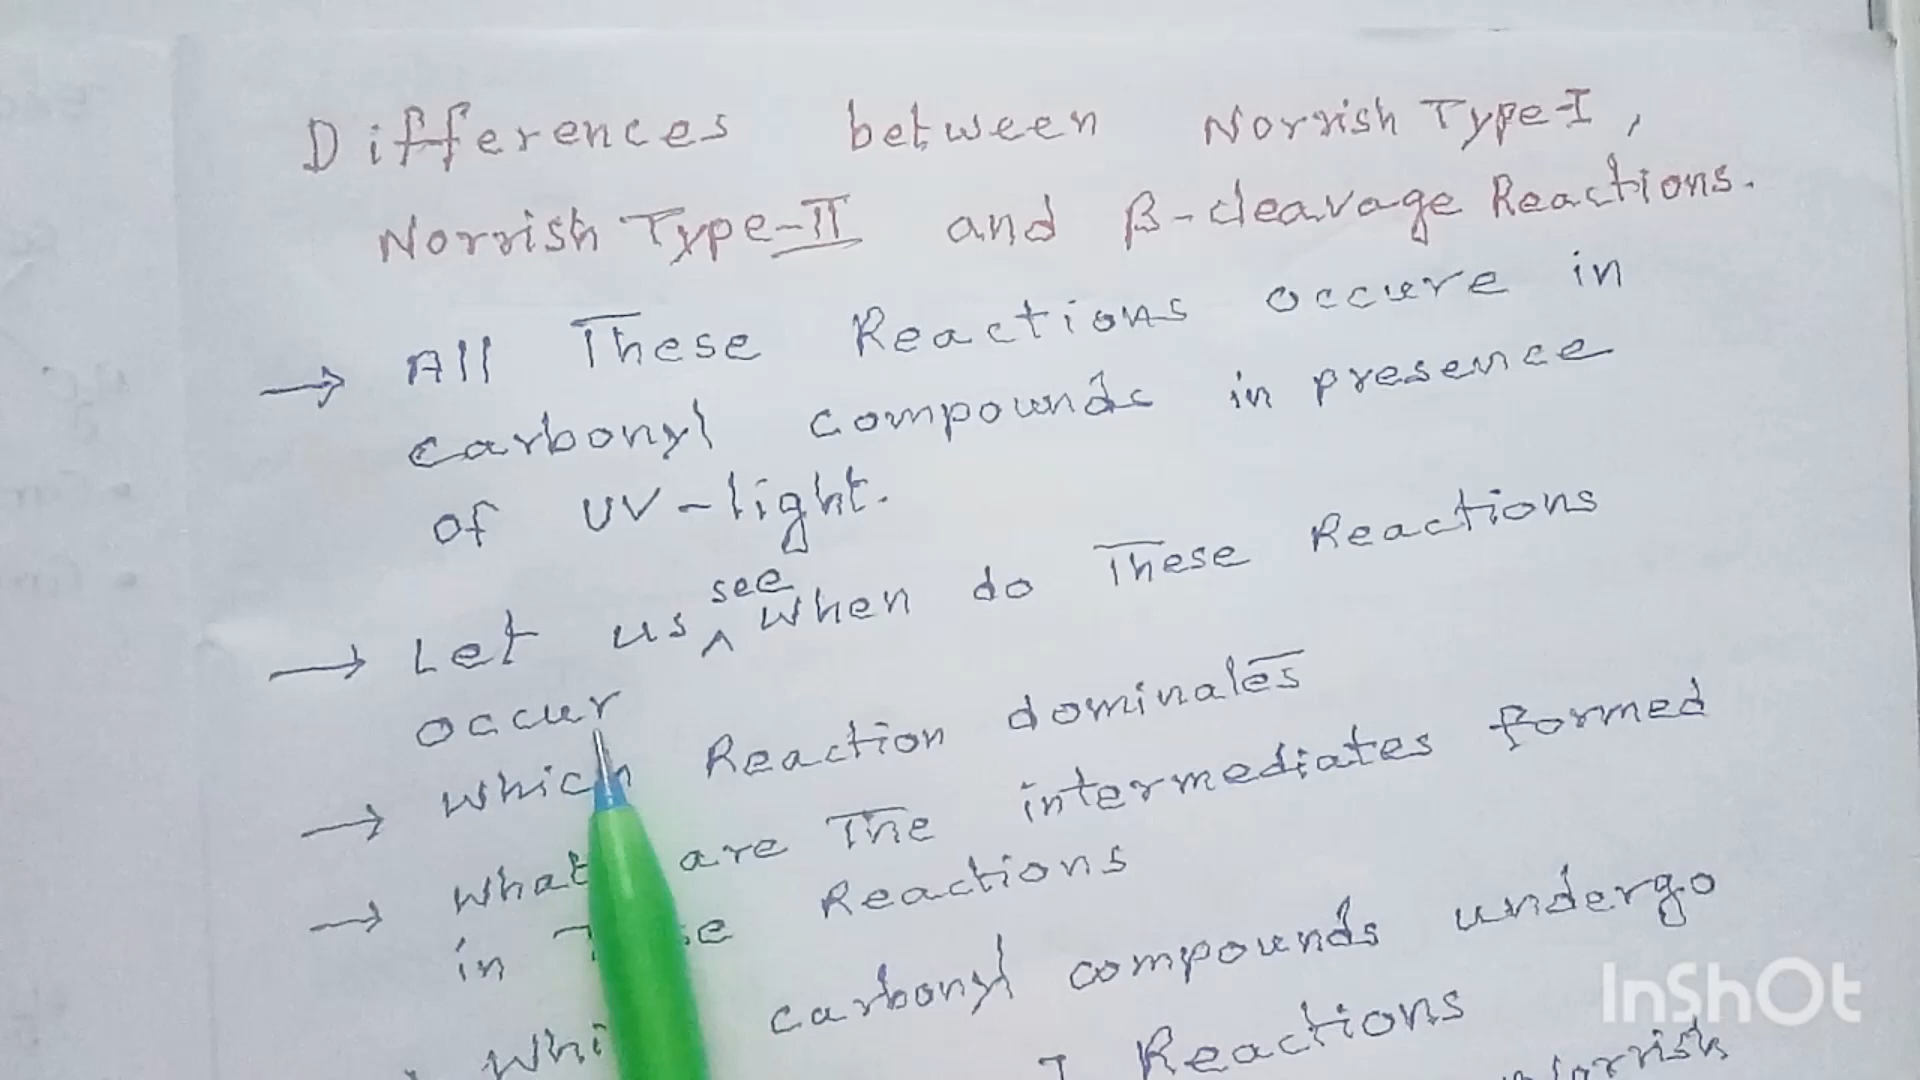 Differences between Norrish Type-I,
Norrish Type-II and β-cleavage Reactions.
→ All These Reactions occure in
carbonyl compounds in presence
of UV-light.
→ Let us see when do These Reactions
occur
→ which Reaction dominates
→ what are The intermediates formed
in Reactions
carbonyl compounds undergo
I Reactions
Norrish
InShOt